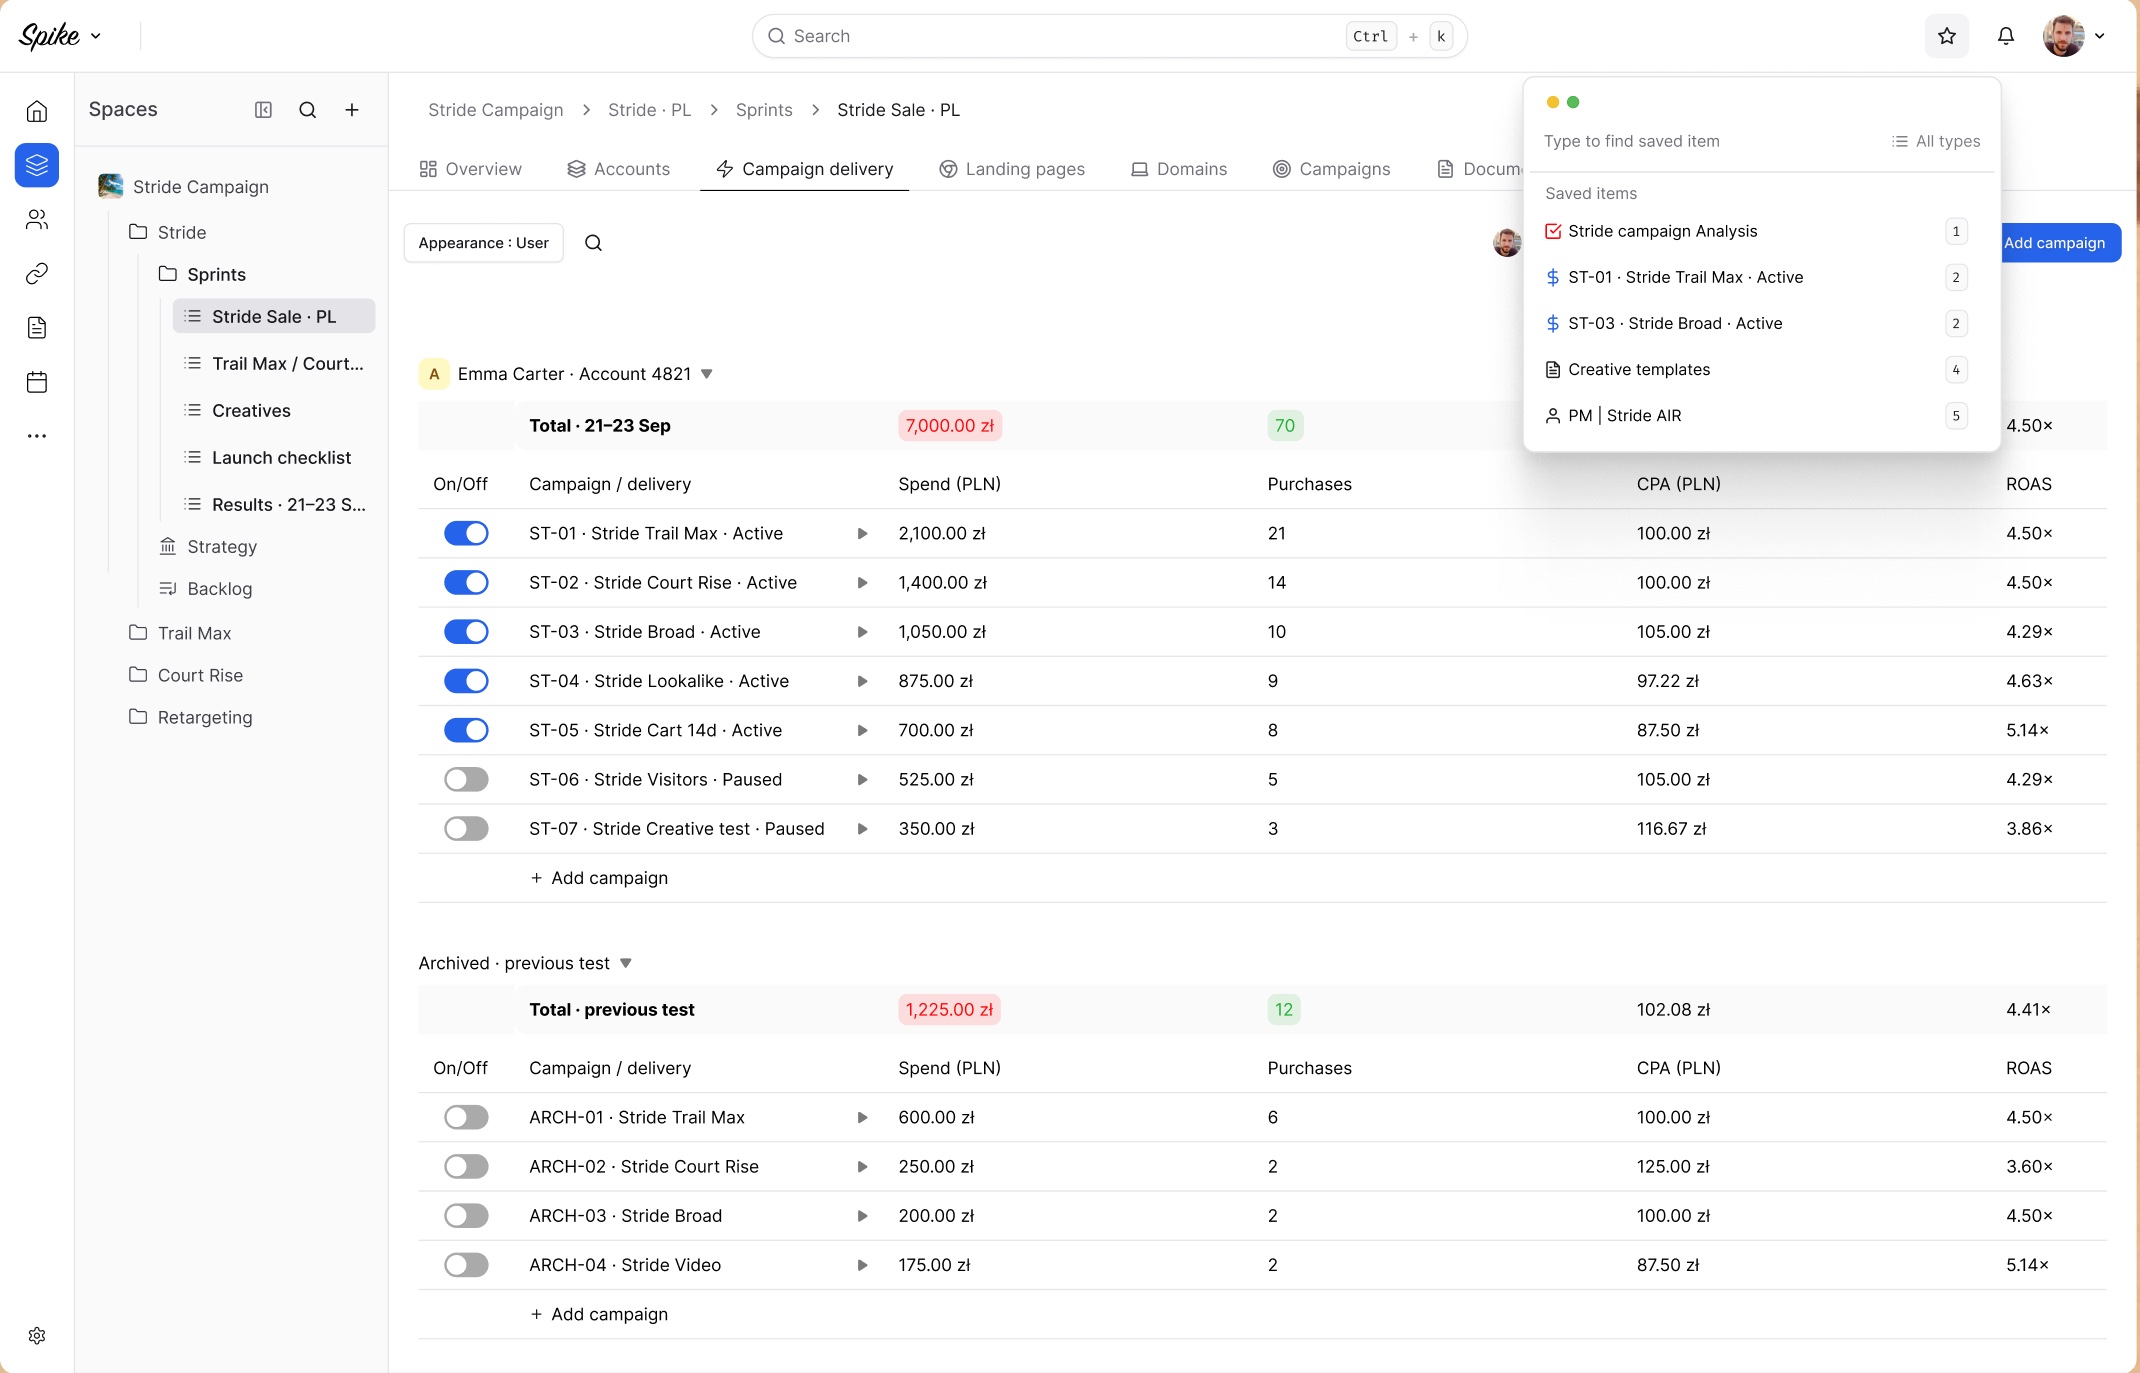 Spike
Search Ctrl + k
Spaces
Stride Campaign
Stride
Sprints
Stride Sale · PL
Trail Max / Court...
Creatives
Launch checklist
Results · 21–23 S...
Strategy
Backlog
Trail Max
Court Rise
Retargeting
Stride Campaign > Stride · PL > Sprints > Stride Sale · PL
Overview Accounts Campaign delivery Landing pages Domains Campaigns Docum
Appearance : User Add campaign
Type to find saved item All types
Saved items
Stride campaign Analysis 1
ST-01 · Stride Trail Max · Active 2
ST-03 · Stride Broad · Active 2
Creative templates 4
PM | Stride AIR 5
A Emma Carter · Account 4821
Total · 21–23 Sep 7,000.00 zł 70 4.50×
On/Off Campaign / delivery Spend (PLN) Purchases CPA (PLN) ROAS
ST-01 · Stride Trail Max · Active 2,100.00 zł 21 100.00 zł 4.50×
ST-02 · Stride Court Rise · Active 1,400.00 zł 14 100.00 zł 4.50×
ST-03 · Stride Broad · Active 1,050.00 zł 10 105.00 zł 4.29×
ST-04 · Stride Lookalike · Active 875.00 zł 9 97.22 zł 4.63×
ST-05 · Stride Cart 14d · Active 700.00 zł 8 87.50 zł 5.14×
ST-06 · Stride Visitors · Paused 525.00 zł 5 105.00 zł 4.29×
ST-07 · Stride Creative test · Paused 350.00 zł 3 116.67 zł 3.86×
+ Add campaign
Archived · previous test
Total · previous test 1,225.00 zł 12 102.08 zł 4.41×
On/Off Campaign / delivery Spend (PLN) Purchases CPA (PLN) ROAS
ARCH-01 · Stride Trail Max 600.00 zł 6 100.00 zł 4.50×
ARCH-02 · Stride Court Rise 250.00 zł 2 125.00 zł 3.60×
ARCH-03 · Stride Broad 200.00 zł 2 100.00 zł 4.50×
ARCH-04 · Stride Video 175.00 zł 2 87.50 zł 5.14×
+ Add campaign